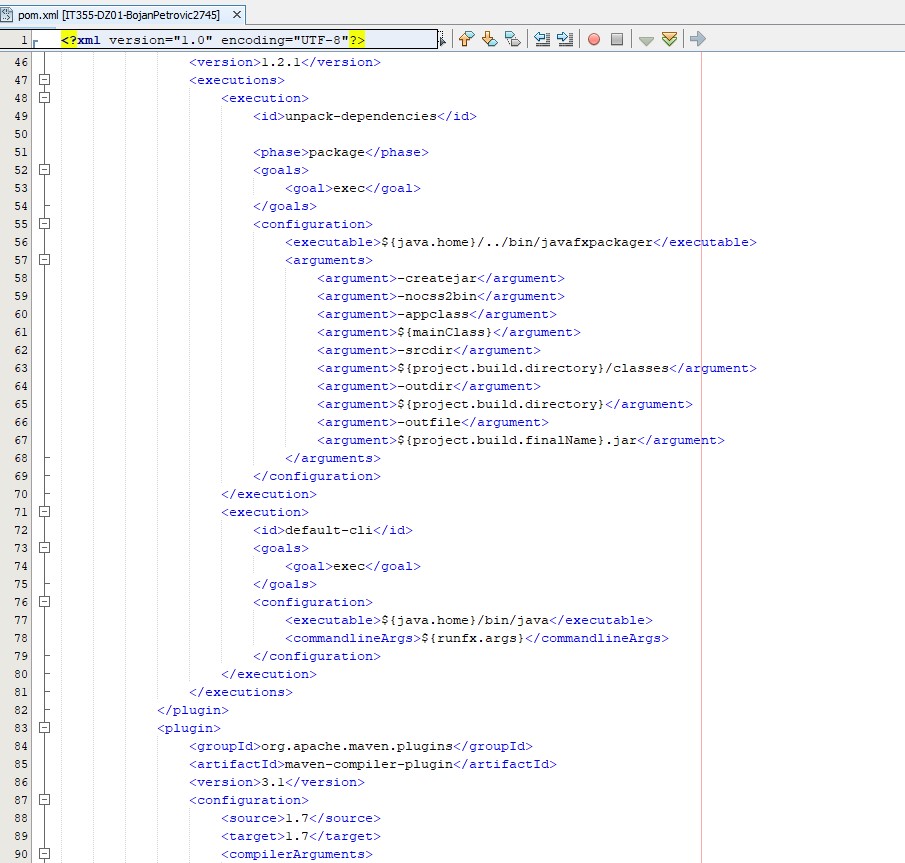 pom.xml [IT355-DZ01-BojanPetrovic2745]
1 <?xml version="1.0" encoding="UTF-8"?>
46 <version>1.2.1</version>
47 <executions>
48 <execution>
49 <id>unpack-dependencies</id>
50
51 <phase>package</phase>
52 <goals>
53 <goal>exec</goal>
54 </goals>
55 <configuration>
56 <executable>${java.home}/../bin/javafxpackager</executable>
57 <arguments>
58 <argument>-createjar</argument>
59 <argument>-nocss2bin</argument>
60 <argument>-appclass</argument>
61 <argument>${mainClass}</argument>
62 <argument>-srcdir</argument>
63 <argument>${project.build.directory}/classes</argument>
64 <argument>-outdir</argument>
65 <argument>${project.build.directory}</argument>
66 <argument>-outfile</argument>
67 <argument>${project.build.finalName}.jar</argument>
68 </arguments>
69 </configuration>
70 </execution>
71 <execution>
72 <id>default-cli</id>
73 <goals>
74 <goal>exec</goal>
75 </goals>
76 <configuration>
77 <executable>${java.home}/bin/java</executable>
78 <commandlineArgs>${runfx.args}</commandlineArgs>
79 </configuration>
80 </execution>
81 </executions>
82 </plugin>
83 <plugin>
84 <groupId>org.apache.maven.plugins</groupId>
85 <artifactId>maven-compiler-plugin</artifactId>
86 <version>3.1</version>
87 <configuration>
88 <source>1.7</source>
89 <target>1.7</target>
90 <compilerArguments>